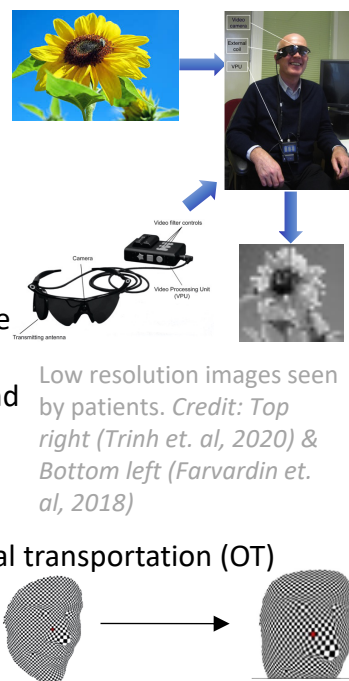 Video
camera
External
coil
VPU
Video filter controls
Camera
Video Processing Unit
(VPU)
Transmitting antenna
Low resolution images seen
by patients. Credit: Top
right (Trinh et. al, 2020) &
Bottom left (Farvardin et.
al, 2018)
al transportation (OT)